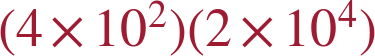 (4 × 10²)(2 × 10⁴)